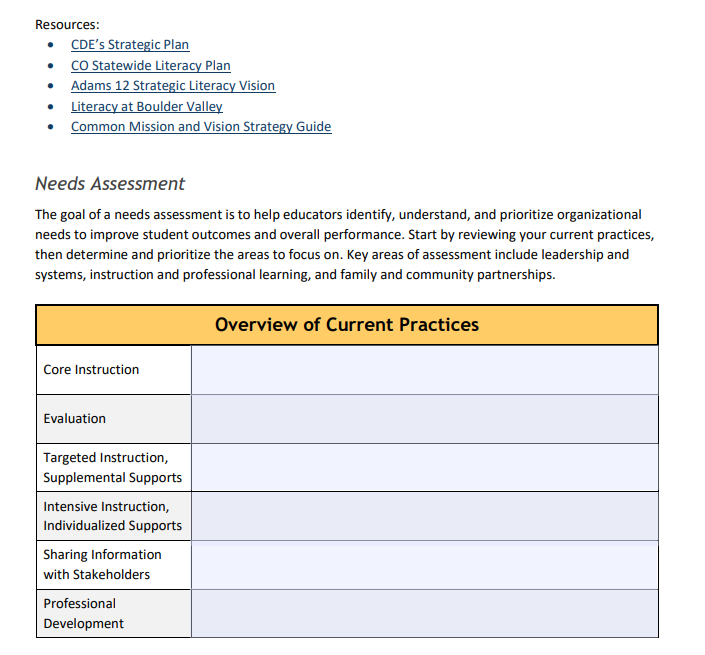 Resources:
• CDE's Strategic Plan
• CO Statewide Literacy Plan
• Adams 12 Strategic Literacy Vision
• Literacy at Boulder Valley
• Common Mission and Vision Strategy Guide
Needs Assessment
The goal of a needs assessment is to help educators identify, understand, and prioritize organizational
needs to improve student outcomes and overall performance. Start by reviewing your current practices,
then determine and prioritize the areas to focus on. Key areas of assessment include leadership and
systems, instruction and professional learning, and family and community partnerships.
Overview of Current Practices
Core Instruction
Evaluation
Targeted Instruction,
Supplemental Supports
Intensive Instruction,
Individualized Supports
Sharing Information
with Stakeholders
Professional
Development